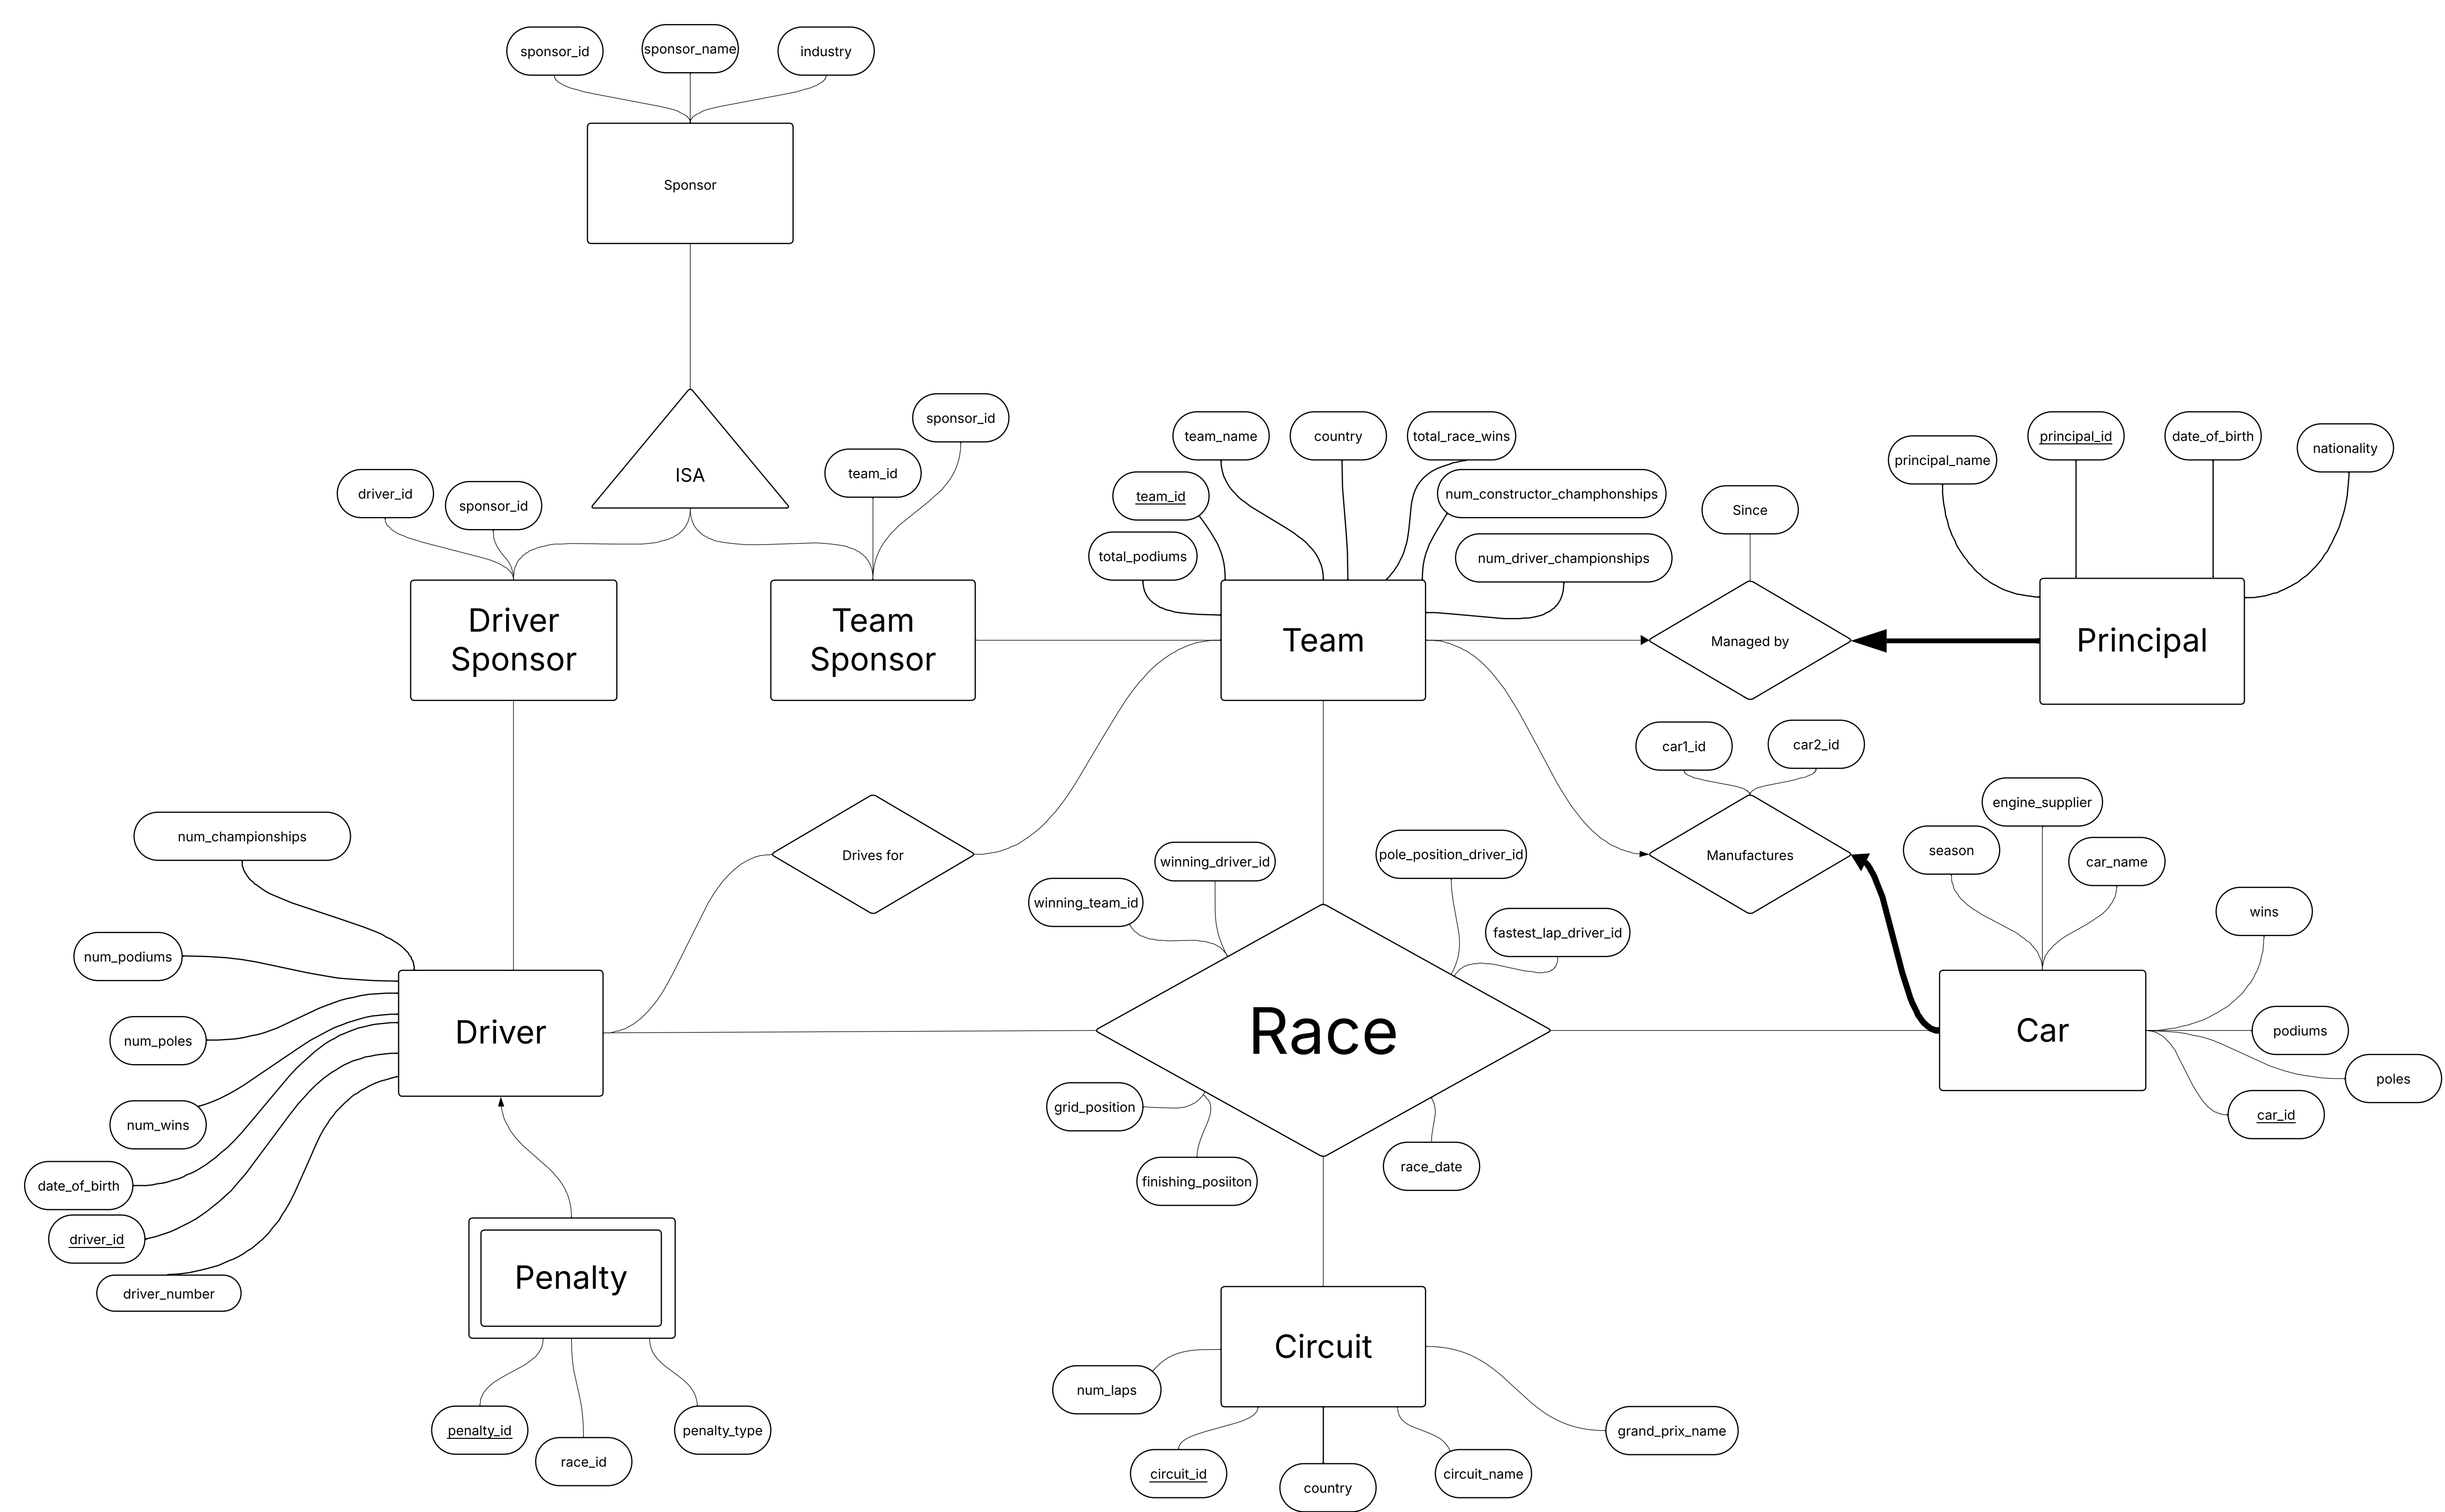 sponsor_id
sponsor_name
industry
Sponsor
ISA
driver_id
sponsor_id
team_id
sponsor_id
Driver
Sponsor
Team
Sponsor
team_name
country
total_race_wins
team_id
num_constructor_champhonships
total_podiums
num_driver_championships
Team
Since
Managed by
principal_name
principal_id
date_of_birth
nationality
Principal
car1_id
car2_id
Manufactures
engine_supplier
season
car_name
wins
podiums
poles
car_id
Car
Drives for
num_championships
num_podiums
num_poles
num_wins
date_of_birth
driver_id
driver_number
Driver
winning_team_id
winning_driver_id
pole_position_driver_id
fastest_lap_driver_id
Race
grid_position
finishing_posiiton
race_date
Penalty
penalty_id
race_id
penalty_type
Circuit
num_laps
circuit_id
country
circuit_name
grand_prix_name